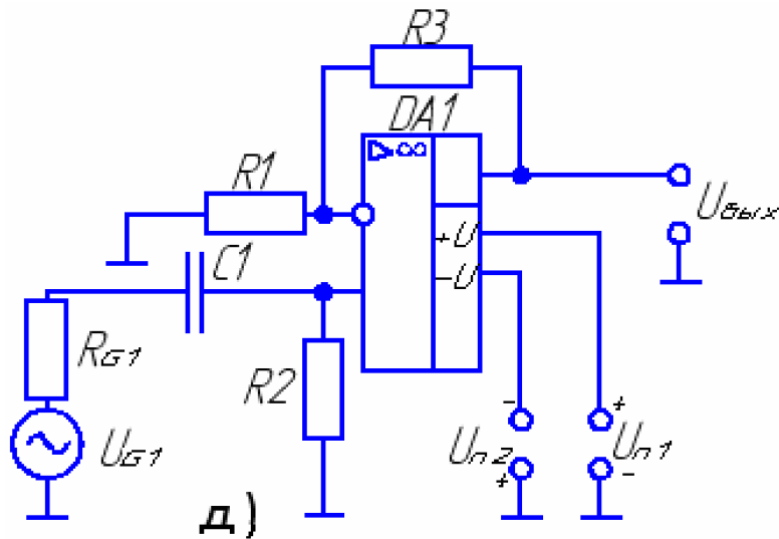 R3
DA1
▷∞
R1
Uвых
+U
C1
-U
RG1
R2
-
+
UG1
Uп2
Uп1
+
-
д)